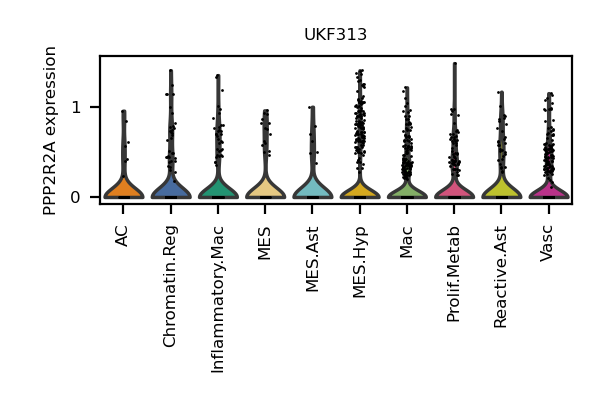 UKF313
PPP2R2A expression
1
0
AC
Chromatin.Reg
Inflammatory.Mac
MES
MES.Ast
MES.Hyp
Mac
Prolif.Metab
Reactive.Ast
Vasc